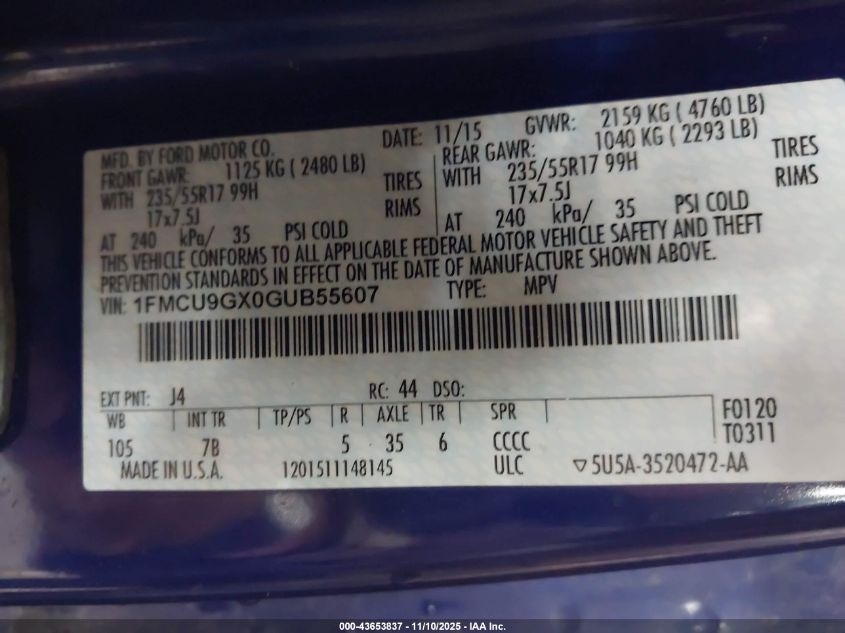 MFD. BY FORD MOTOR CO. DATE: 11/15 GVWR: 2159 KG ( 4760 LB)
FRONT GAWR: 1125 KG ( 2480 LB) REAR GAWR: 1040 KG ( 2293 LB)
WITH 235/55R17 99H TIRES WITH 235/55R17 99H TIRES
17x7.5J RIMS 17x7.5J RIMS
AT 240 kPa/ 35 PSI COLD AT 240 kPa/ 35 PSI COLD
THIS VEHICLE CONFORMS TO ALL APPLICABLE FEDERAL MOTOR VEHICLE SAFETY AND THEFT
PREVENTION STANDARDS IN EFFECT ON THE DATE OF MANUFACTURE SHOWN ABOVE.
VIN: 1FMCU9GX0GUB55607 TYPE: MPV
EXT PNT: J4 RC: 44 DSO:
WB INT TR TP/PS R AXLE TR SPR F0120
105 7B 5 35 6 CCCC T0311
MADE IN U.S.A. 1201511148145 ULC ▽5U5A-3520472-AA
000-43653837 - 11/10/2025 - IAA Inc.